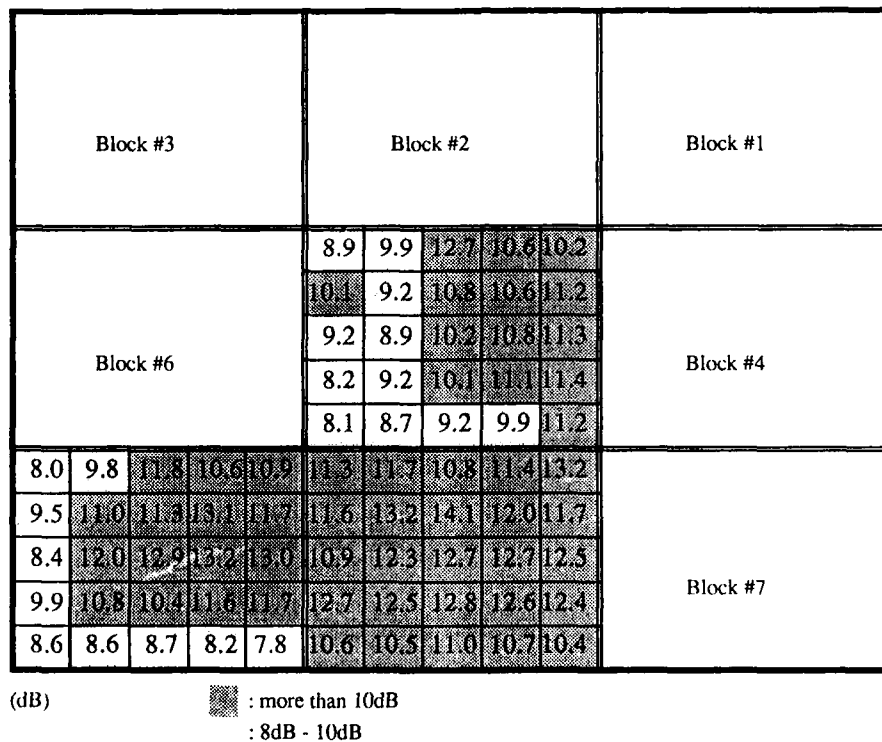 Block #3 Block #2 Block #1
8.9 9.9 12.7 10.6 10.2
10.1 9.2 10.8 10.6 11.2
9.2 8.9 10.2 10.8 11.3
Block #6 Block #4
8.2 9.2 10.1 11.1 11.4
8.1 8.7 9.2 9.9 11.2
8.0 9.8 11.8 10.6 10.9 11.3 11.7 10.8 11.4 13.2
9.5 11.0 11.3 13.1 11.7 11.6 13.2 14.1 12.0 11.7
8.4 12.0 12.9 13.2 13.0 10.9 12.3 12.7 12.7 12.5
Block #7
9.9 10.8 10.4 11.6 11.7 12.7 12.5 12.8 12.6 12.4
8.6 8.6 8.7 8.2 7.8 10.6 10.5 11.0 10.7 10.4
(dB) : more than 10dB
: 8dB - 10dB